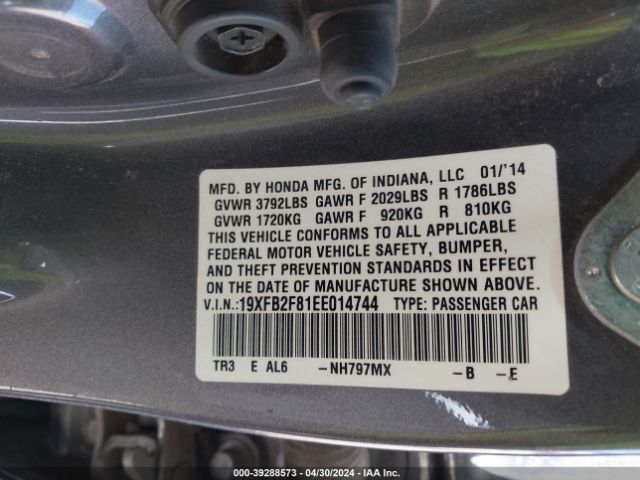 MFD. BY HONDA MFG. OF INDIANA, LLC 01/'14
GVWR 3792LBS GAWR F 2029LBS R 1786LBS
GVWR 1720KG GAWR F 920KG R 810KG
THIS VEHICLE CONFORMS TO ALL APPLICABLE
FEDERAL MOTOR VEHICLE SAFETY, BUMPER,
AND THEFT PREVENTION STANDARDS IN EFFECT
ON THE DATE OF MANUFACTURE SHOWN ABOVE.
V.I.N.:19XFB2F81EE014744 TYPE: PASSENGER CAR
TR3 E AL6 -NH797MX -B -E
000-39288573 - 04/30/2024 - IAA Inc.